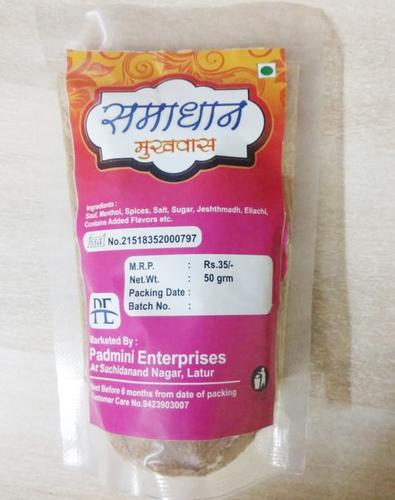 समाधान
मुखवास
Ingredients :
Sauf, Menthol, Spices, Salt, Sugar, Jeshthmadh, Eliachi,
Contains Added Flavors etc.
fssai No.21518352000797
M.R.P. : Rs.35/-
Net.Wt. : 50 grm
Packing Date :
Batch No. :
PE
Marketed By :
Padmini Enterprises
At Sachidanand Nagar, Latur
Best Before 6 months from date of packing
Customer Care No.9423903007